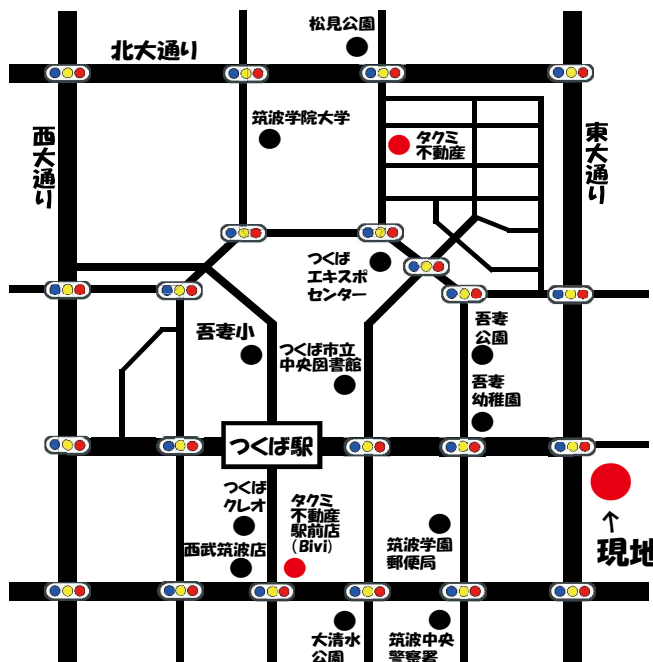 松見公園
北大通り
筑波学院大学
タクミ
不動産
西大通り
東大通り
つくば
エキスポ
センター
吾妻小
つくば市立
中央図書館
吾妻
公園
吾妻
幼稚園
つくば駅
つくば
クレオ
西武筑波店
タクミ
不動産
駅前店
(Bivi)
筑波学園
郵便局
↑
現地
大清水
公園
筑波中央
警察署